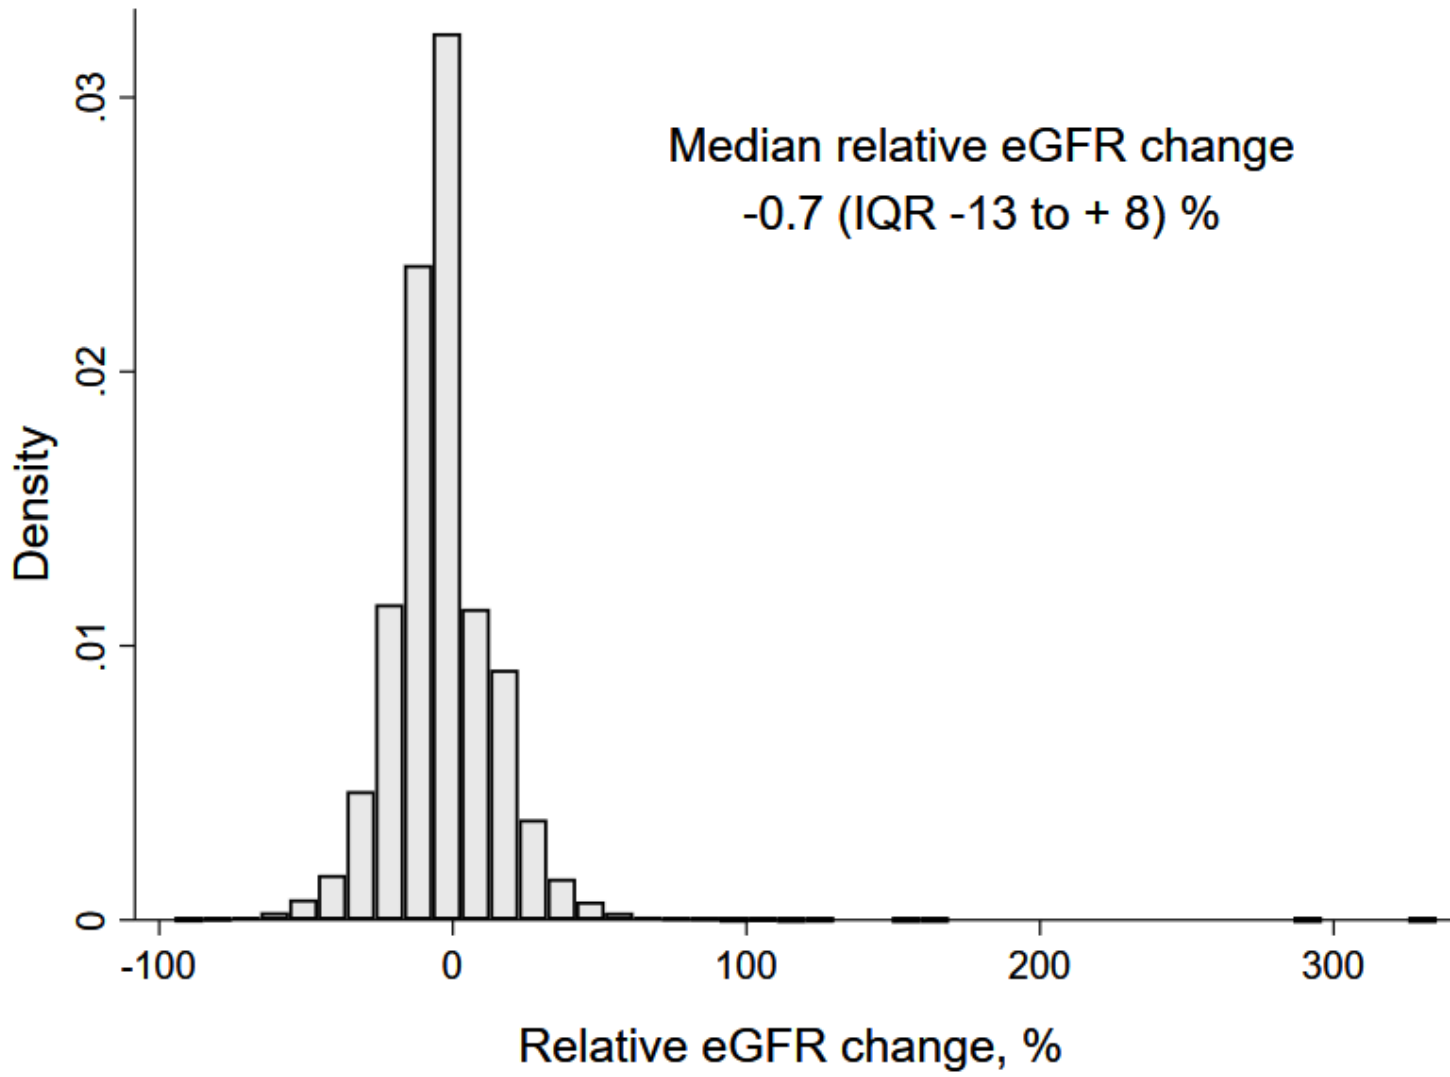 .03
.02
.01
0
Density
Median relative eGFR change
-0.7 (IQR -13 to + 8) %
-100 0 100 200 300
Relative eGFR change, %